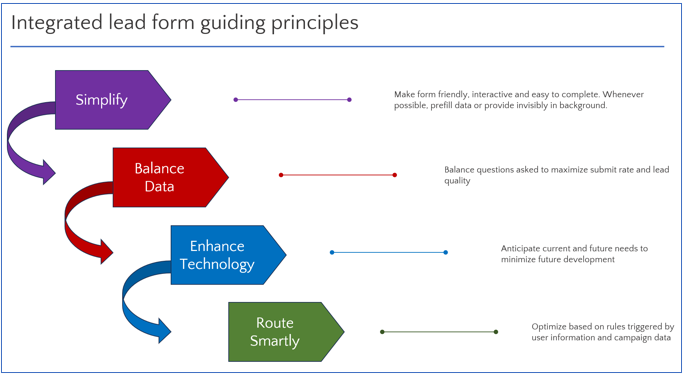 Integrated lead form guiding principles
Simplify
Make form friendly, interactive and easy to complete. Whenever
possible, prefill data or provide invisibly in background.
Balance
Data
Balance questions asked to maximize submit rate and lead
quality
Enhance
Technology
Anticipate current and future needs to
minimize future development
Route
Smartly
Optimize based on rules triggered by
user information and campaign data